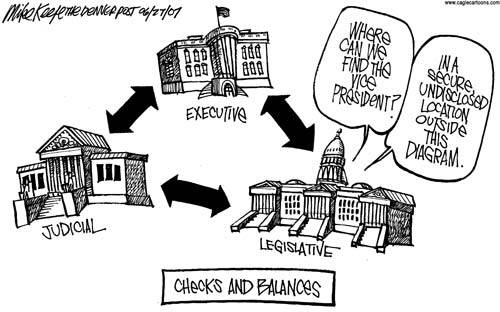 Mike Keefe THE DENVER POST 06/27/07
www.caglecartoons.com
WHERE
CAN WE
FIND THE
VICE
PRESIDENT?
IN A
SECURE,
UNDISCLOSED
LOCATION
OUTSIDE
THIS
DIAGRAM.
EXECUTIVE
JUDICIAL
LEGISLATIVE
CHECKS AND BALANCES